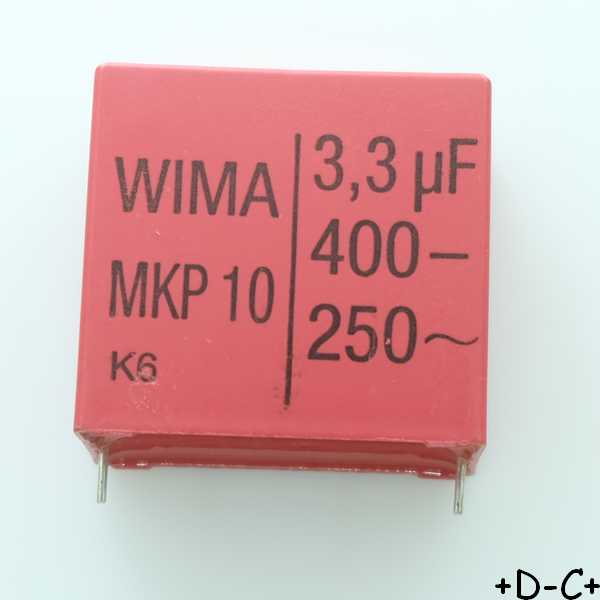 WIMA
MKP 10
K6
3,3 µF
400–
250~
+D-C+